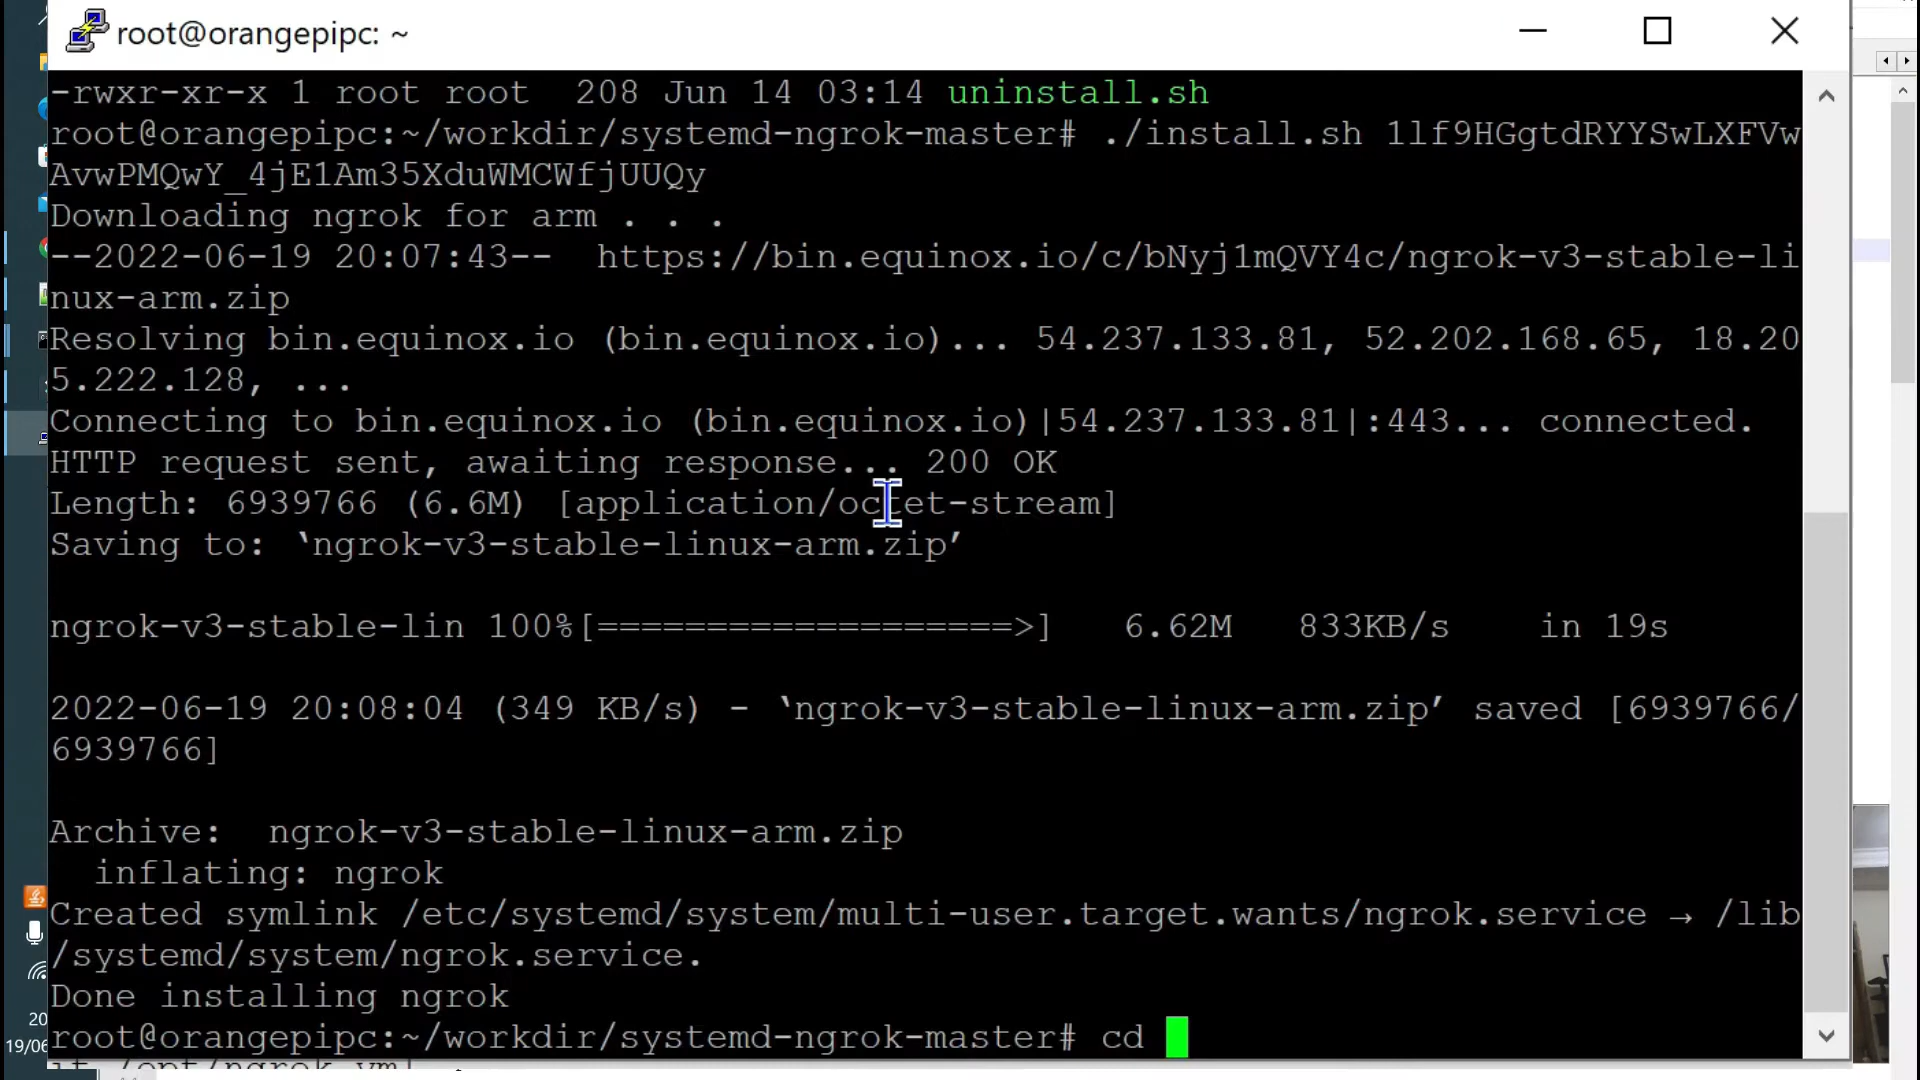 root@orangepipc: ~
-rwxr-xr-x 1 root root  208 Jun 14 03:14 uninstall.sh
root@orangepipc:~/workdir/systemd-ngrok-master# ./install.sh 1lf9HGgtdRYYSwLXFVw
AvwPMQwY_4jE1Am35XduWMCWfjUUQy
Downloading ngrok for arm . . .
--2022-06-19 20:07:43--  https://bin.equinox.io/c/bNyj1mQVY4c/ngrok-v3-stable-li
nux-arm.zip
Resolving bin.equinox.io (bin.equinox.io)... 54.237.133.81, 52.202.168.65, 18.20
5.222.128, ...
Connecting to bin.equinox.io (bin.equinox.io)|54.237.133.81|:443... connected.
HTTP request sent, awaiting response... 200 OK
Length: 6939766 (6.6M) [application/octet-stream]
Saving to: ‘ngrok-v3-stable-linux-arm.zip’
ngrok-v3-stable-lin 100%[===================>]   6.62M   833KB/s    in 19s
2022-06-19 20:08:04 (349 KB/s) - ‘ngrok-v3-stable-linux-arm.zip’ saved [6939766/
6939766]
Archive:  ngrok-v3-stable-linux-arm.zip
  inflating: ngrok
Created symlink /etc/systemd/system/multi-user.target.wants/ngrok.service → /lib
/systemd/system/ngrok.service.
Done installing ngrok
root@orangepipc:~/workdir/systemd-ngrok-master# cd
20
19/06